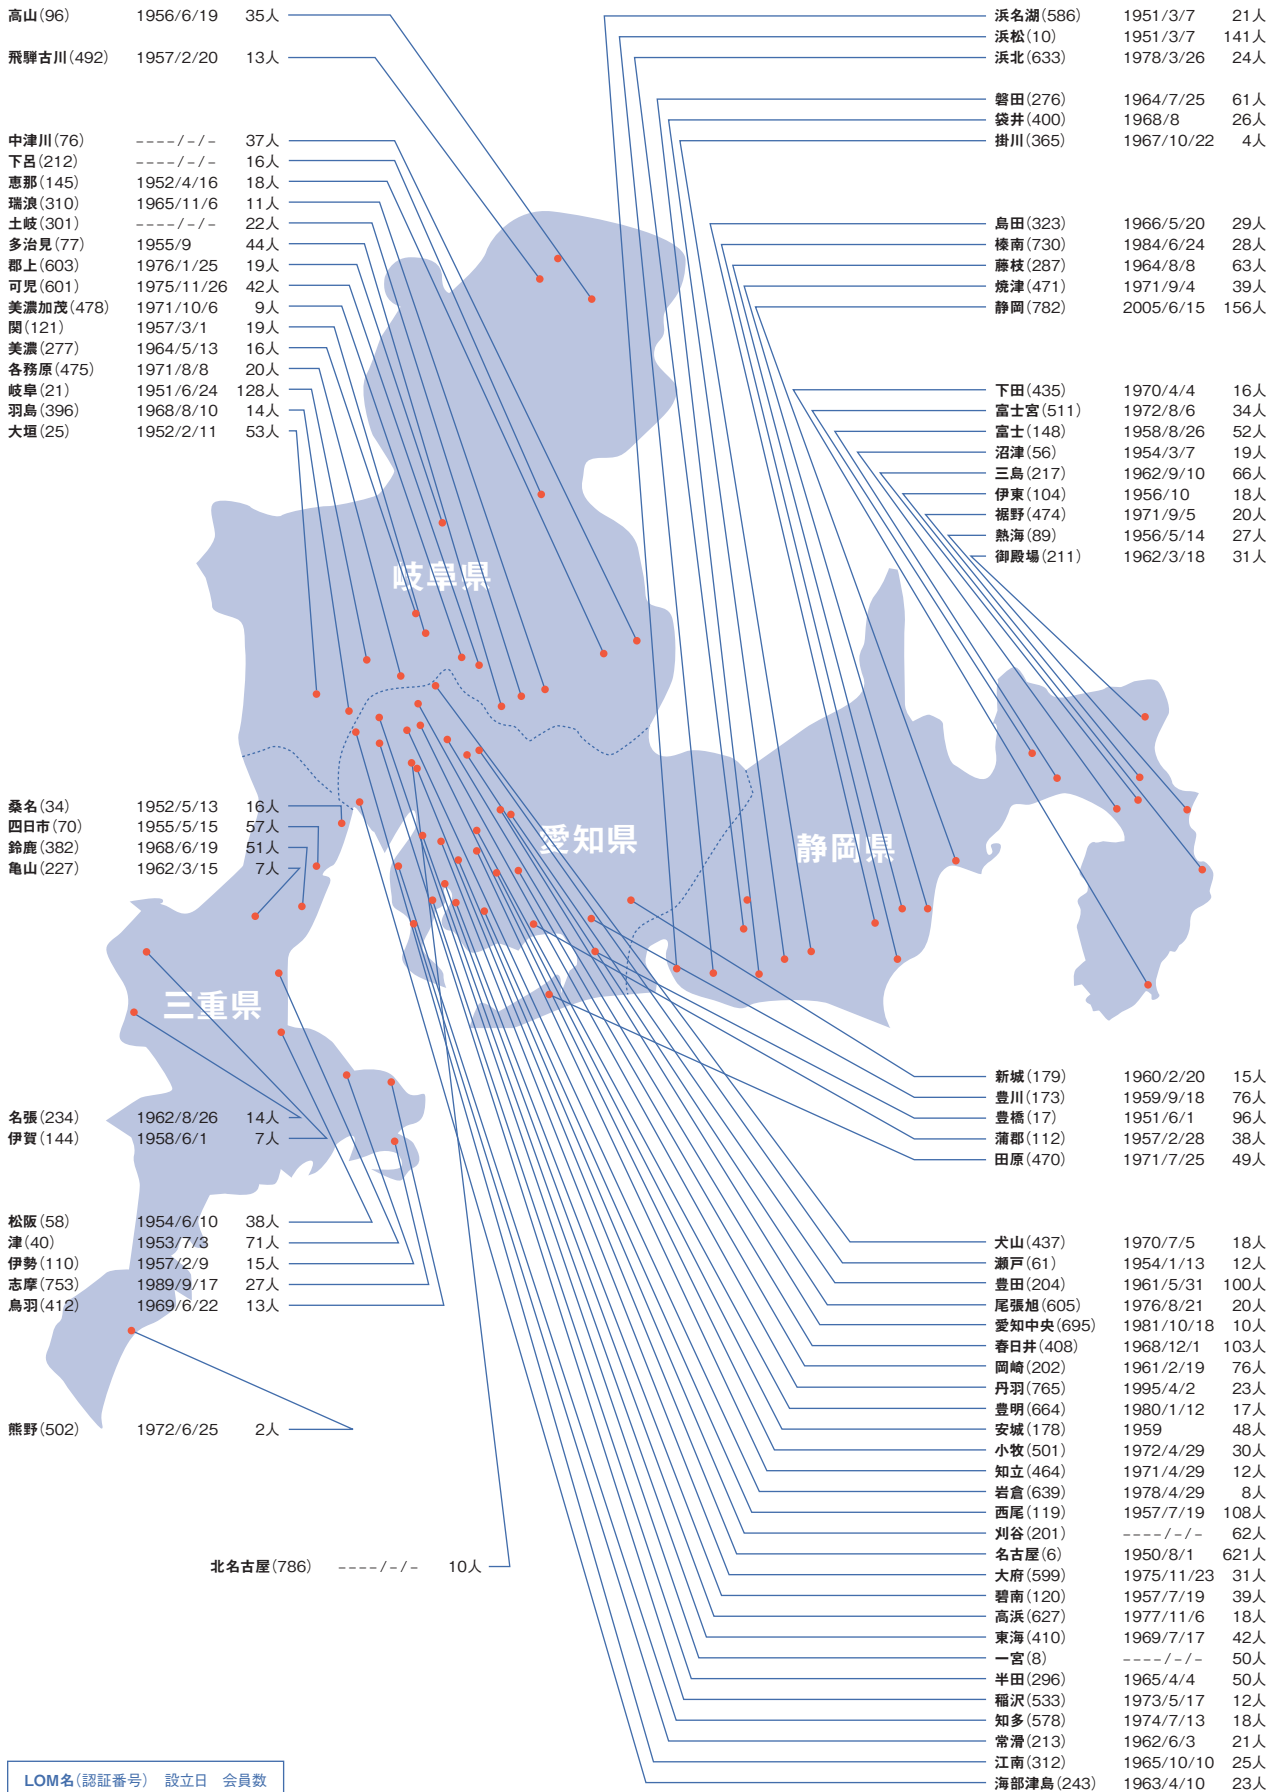 高山(96) 1956/6/19 35人
飛騨古川(492) 1957/2/20 13人
中津川(76) ----/-/- 37人
下呂(212) ----/-/- 16人
恵那(145) 1952/4/16 18人
瑞浪(310) 1965/11/6 11人
土岐(301) ----/-/- 22人
多治見(77) 1955/9 44人
郡上(603) 1976/1/25 19人
可児(601) 1975/11/26 42人
美濃加茂(478) 1971/10/6 9人
関(121) 1957/3/1 19人
美濃(277) 1964/5/13 16人
各務原(475) 1971/8/8 20人
岐阜(21) 1951/6/24 128人
羽島(396) 1968/8/10 14人
大垣(25) 1952/2/11 53人
浜名湖(586) 1951/3/7 21人
浜松(10) 1951/3/7 141人
浜北(633) 1978/3/26 24人
磐田(276) 1964/7/25 61人
袋井(400) 1968/8 26人
掛川(365) 1967/10/22 4人
島田(323) 1966/5/20 29人
榛南(730) 1984/6/24 28人
藤枝(287) 1964/8/8 63人
焼津(471) 1971/9/4 39人
静岡(782) 2005/6/15 156人
下田(435) 1970/4/4 16人
富士宮(511) 1972/8/6 34人
富士(148) 1958/8/26 52人
沼津(56) 1954/3/7 19人
三島(217) 1962/9/10 66人
伊東(104) 1956/10 18人
裾野(474) 1971/9/5 20人
熱海(89) 1956/5/14 27人
御殿場(211) 1962/3/18 31人
岐阜県
愛知県
静岡県
三重県
桑名(34) 1952/5/13 16人
四日市(70) 1955/5/15 57人
鈴鹿(382) 1968/6/19 51人
亀山(227) 1962/3/15 7人
名張(234) 1962/8/26 14人
伊賀(144) 1958/6/1 7人
松阪(58) 1954/6/10 38人
津(40) 1953/7/3 71人
伊勢(110) 1957/2/9 15人
志摩(753) 1989/9/17 27人
鳥羽(412) 1969/6/22 13人
熊野(502) 1972/6/25 2人
北名古屋(786) ----/-/- 10人
新城(179) 1960/2/20 15人
豊川(173) 1959/9/18 76人
豊橋(17) 1951/6/1 96人
蒲郡(112) 1957/2/28 38人
田原(470) 1971/7/25 49人
犬山(437) 1970/7/5 18人
瀬戸(61) 1954/1/13 12人
豊田(204) 1961/5/31 100人
尾張旭(605) 1976/8/21 20人
愛知中央(695) 1981/10/18 10人
春日井(408) 1968/12/1 103人
岡崎(202) 1961/2/19 76人
丹羽(765) 1995/4/2 23人
豊明(664) 1980/1/12 17人
安城(178) 1959 48人
小牧(501) 1972/4/29 30人
知立(464) 1971/4/29 12人
岩倉(639) 1978/4/29 8人
西尾(119) 1957/7/19 108人
刈谷(201) ----/-/- 62人
名古屋(6) 1950/8/1 621人
大府(599) 1975/11/23 31人
碧南(120) 1957/7/19 39人
高浜(627) 1977/11/6 18人
東海(410) 1969/7/17 42人
一宮(8) ----/-/- 50人
半田(296) 1965/4/4 50人
稲沢(533) 1973/5/17 12人
知多(578) 1974/7/13 18人
常滑(213) 1962/6/3 21人
江南(312) 1965/10/10 25人
海部津島(243) 1963/4/10 23人
LOM名(認証番号) 設立日 会員数